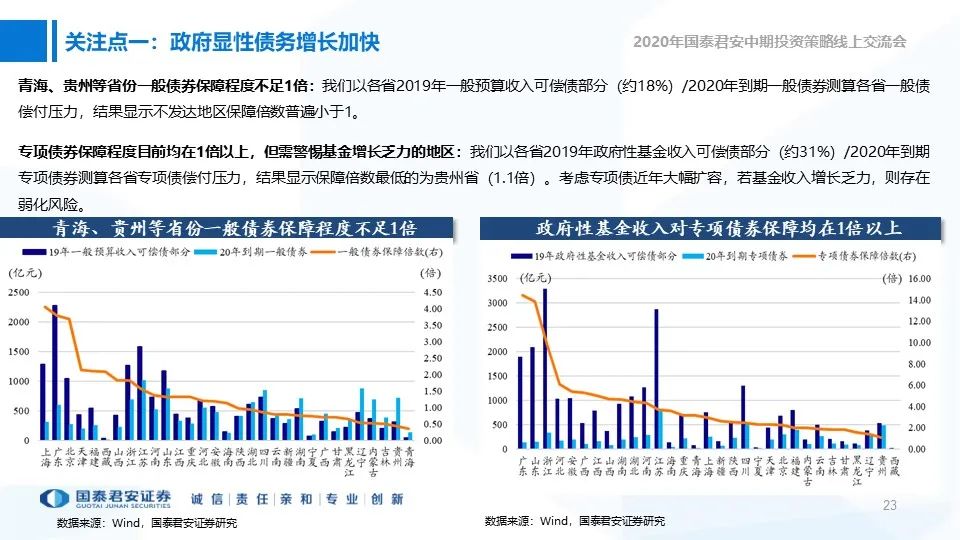 关注点一：政府显性债务增长加快
2020年国泰君安中期投资策略线上交流会
青海、贵州等省份一般债券保障程度不足1倍：我们以各省2019年一般预算收入可偿债部分（约18%）/2020年到期一般债券测算各省一般债
偿付压力，结果显示不发达地区保障倍数普遍小于1。
专项债券保障程度目前均在1倍以上，但需警惕基金增长乏力的地区：我们以各省2019年政府性基金收入可偿债部分（约31%）/2020年到期
专项债券测算各省专项债偿付压力，结果显示保障倍数最低的为贵州省（1.1倍）。考虑专项债近年大幅扩容，若基金收入增长乏力，则存在
弱化风险。
青海、贵州等省份一般债券保障程度不足1倍
19年一般预算收入可偿债部分 20年到期一般债券 一般债券保障倍数(右)
(亿元) (倍)
2500 2000 1500 1000 500 0
4.50 4.00 3.50 3.00 2.50 2.00 1.50 1.00 0.50 0.00
上海 广东 北京 天津 福建 西藏 山西 浙江 江苏 河南 山东 江西 重庆 河北 安徽 海南 陕西 湖北 四川 云南 新疆 湖南 宁夏 广西 甘肃 黑龙江 辽宁 内蒙古 吉林 贵州 青海
政府性基金收入对专项债券保障均在1倍以上
19年政府性基金收入可偿债部分 20年到期专项债券 专项债券保障倍数(右)
(亿元) (倍)
3500 3000 2500 2000 1500 1000 500 0
16.00 14.00 12.00 10.00 8.00 6.00 4.00 2.00 0.00
广东 山东 浙江 河北 安徽 广西 江西 甘肃 湖南 湖北 河南 江苏 青海 重庆 山西 上海 新疆 陕西 四川 宁夏 天津 北京 福建 内蒙古 云南 吉林 海南 黑龙江 辽宁 贵州 西藏
国泰君安证券
GUOTAI JUNAN SECURITIES
诚信 责任 亲和 专业 创新
23
数据来源：Wind，国泰君安证券研究
数据来源：Wind，国泰君安证券研究